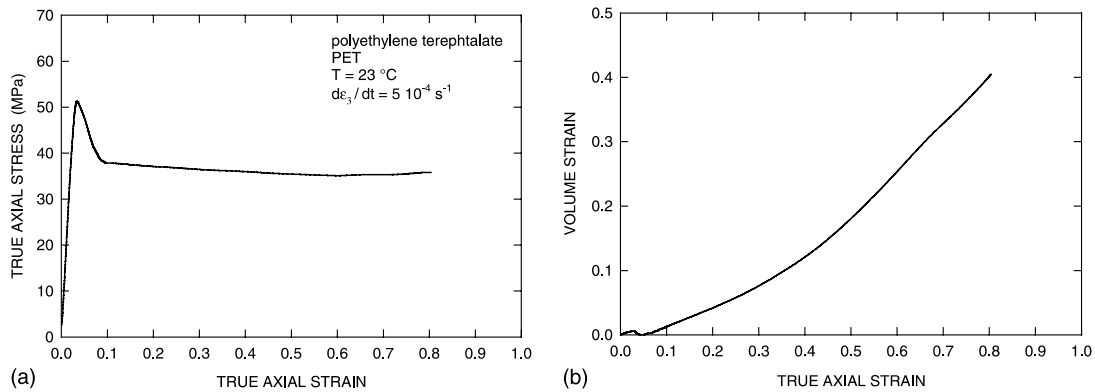 70
60
50
40
30
20
10
0
TRUE AXIAL STRESS (MPa)
polyethylene terephtalate
PET
T = 23 °C
dε₃ / dt = 5 10⁻⁴ s⁻¹
0.0 0.1 0.2 0.3 0.4 0.5 0.6 0.7 0.8 0.9 1.0
TRUE AXIAL STRAIN
(a)
0.5
0.4
0.3
0.2
0.1
0.0
VOLUME STRAIN
0.0 0.1 0.2 0.3 0.4 0.5 0.6 0.7 0.8 0.9 1.0
TRUE AXIAL STRAIN
(b)